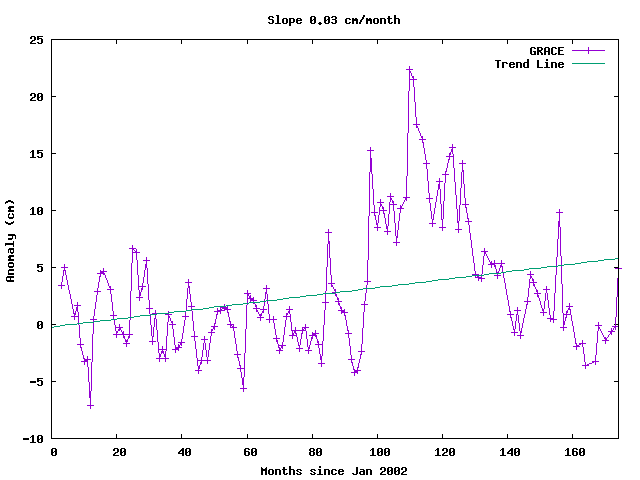 Slope 0.03 cm/month
GRACE
Trend Line
25
20
15
10
5
0
-5
-10
Anomaly (cm)
0 20 40 60 80 100 120 140 160
Months since Jan 2002